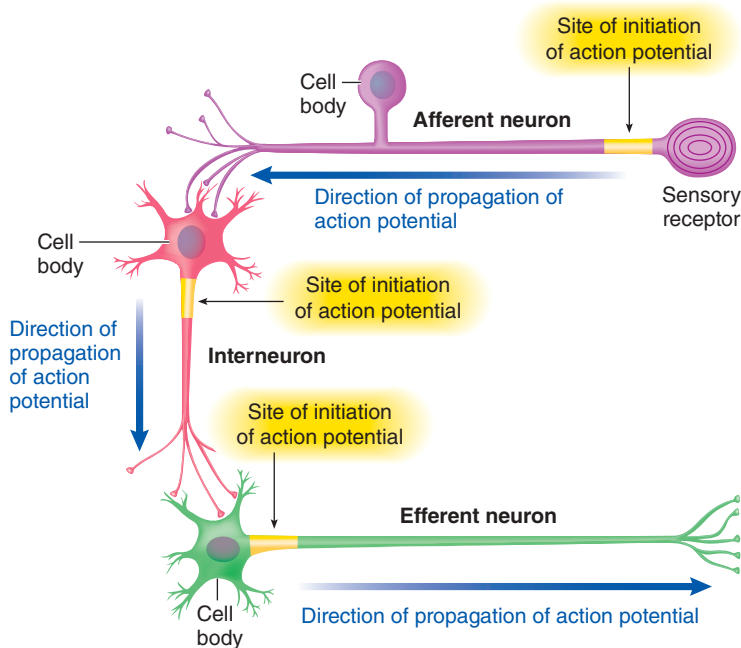 Site of initiation
of action potential
Cell
body
Afferent neuron
Direction of propagation of
action potential
Sensory
receptor
Cell
body
Site of initiation
of action potential
Direction of
propagation
of action
potential
Interneuron
Site of initiation
of action potential
Efferent neuron
Cell
body
Direction of propagation of action potential